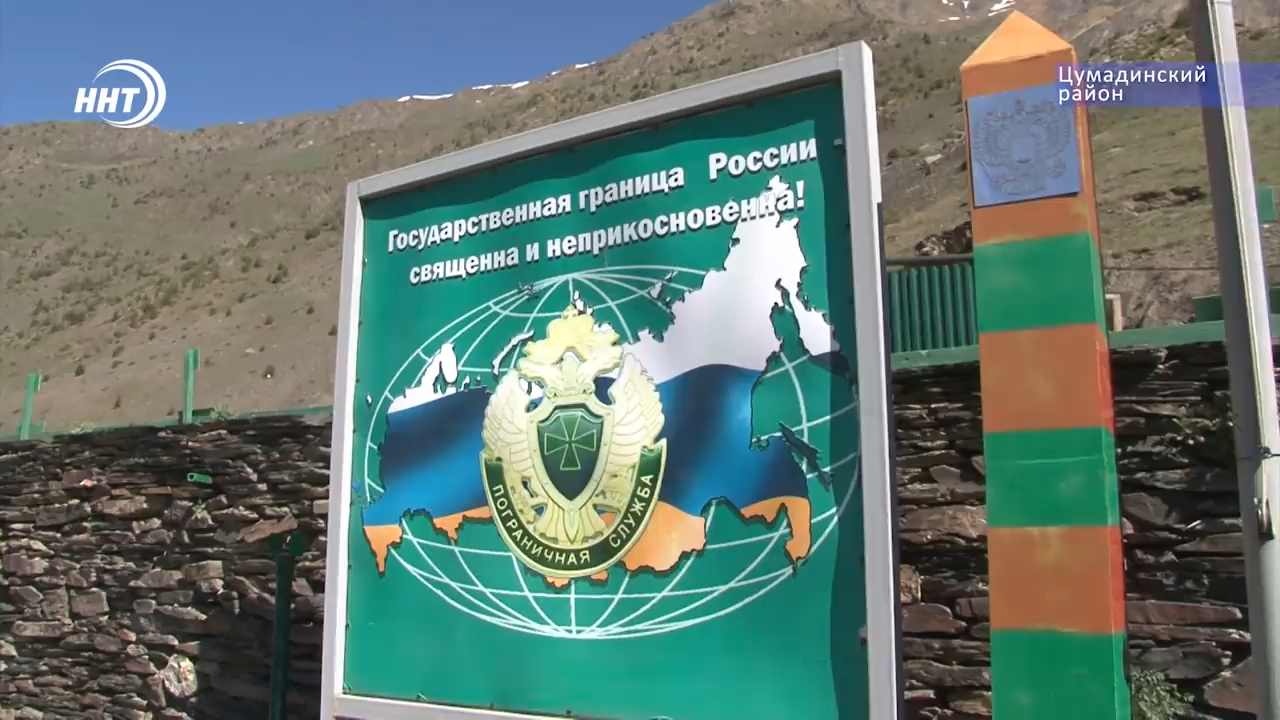 ННТ
Цумадинский
район
Государственная граница России
священна и неприкосновенна!
ПОГРАНИЧНАЯ СЛУЖБА